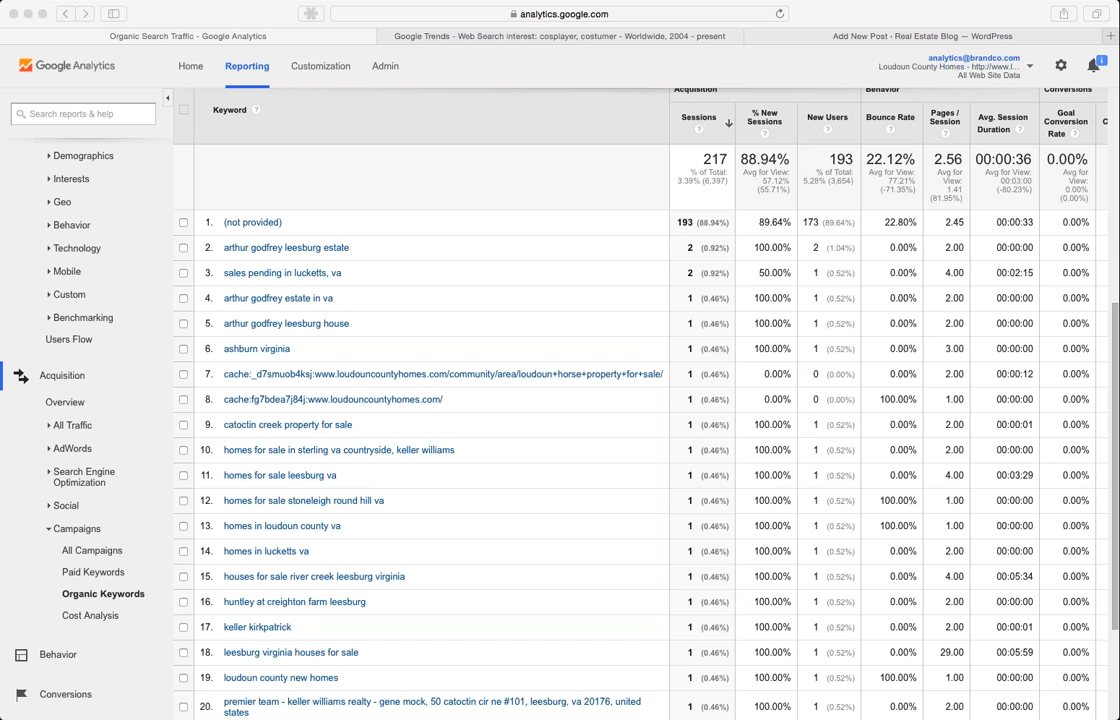 analytics.google.com
Organic Search Traffic - Google Analytics
Google Trends - Web Search interest: cosplayer, costumer - Worldwide, 2004 - present
Add New Post · Real Estate Blog — WordPress
Google Analytics
Home
Reporting
Customization
Admin
analytics@brandco.com
Loudoun County Homes - http://www.l...
All Web Site Data
1
Search reports & help
Demographics
Interests
Geo
Behavior
Technology
Mobile
Custom
Benchmarking
Users Flow
Acquisition
Overview
All Traffic
AdWords
Search Engine
Optimization
Social
Campaigns
All Campaigns
Paid Keywords
Organic Keywords
Cost Analysis
Behavior
Conversions
Acquisition Behavior Conversions
Keyword ?
Sessions ?
% New
Sessions ?
New Users ?
Bounce Rate ?
Pages /
Session ?
Avg. Session
Duration ?
Goal
Conversion
Rate ?
C
217
% of Total:
3.39% (6,397)
88.94%
Avg for View:
57.12%
(55.71%)
193
% of Total:
5.28% (3,654)
22.12%
Avg for View:
77.21%
(-71.35%)
2.56
Avg for
View:
1.41
(81.95%)
00:00:36
Avg for View:
00:03:00
(-80.23%)
0.00%
Avg for
View:
0.00%
(0.00%)
1. (not provided) 193 (88.94%) 89.64% 173 (89.64%) 22.80% 2.45 00:00:33 0.00%
2. arthur godfrey leesburg estate 2 (0.92%) 100.00% 2 (1.04%) 0.00% 2.00 00:00:00 0.00%
3. sales pending in lucketts, va 2 (0.92%) 50.00% 1 (0.52%) 0.00% 4.00 00:02:15 0.00%
4. arthur godfrey estate in va 1 (0.46%) 100.00% 1 (0.52%) 0.00% 2.00 00:00:00 0.00%
5. arthur godfrey leesburg house 1 (0.46%) 100.00% 1 (0.52%) 0.00% 2.00 00:00:00 0.00%
6. ashburn virginia 1 (0.46%) 100.00% 1 (0.52%) 0.00% 3.00 00:00:00 0.00%
7. cache:_d7smuob4ksj:www.loudouncountyhomes.com/community/area/loudoun+horse+property+for+sale/ 1 (0.46%) 0.00% 0 (0.00%) 0.00% 2.00 00:00:12 0.00%
8. cache:fg7bdea7j84j:www.loudouncountyhomes.com/ 1 (0.46%) 0.00% 0 (0.00%) 100.00% 1.00 00:00:00 0.00%
9. catoctin creek property for sale 1 (0.46%) 100.00% 1 (0.52%) 0.00% 2.00 00:00:01 0.00%
10. homes for sale in sterling va countryside, keller williams 1 (0.46%) 100.00% 1 (0.52%) 0.00% 2.00 00:00:00 0.00%
11. homes for sale leesburg va 1 (0.46%) 100.00% 1 (0.52%) 0.00% 4.00 00:03:29 0.00%
12. homes for sale stoneleigh round hill va 1 (0.46%) 100.00% 1 (0.52%) 100.00% 1.00 00:00:00 0.00%
13. homes in loudoun county va 1 (0.46%) 100.00% 1 (0.52%) 100.00% 1.00 00:00:00 0.00%
14. homes in lucketts va 1 (0.46%) 100.00% 1 (0.52%) 0.00% 2.00 00:00:00 0.00%
15. houses for sale river creek leesburg virginia 1 (0.46%) 100.00% 1 (0.52%) 0.00% 4.00 00:05:34 0.00%
16. huntley at creighton farm leesburg 1 (0.46%) 100.00% 1 (0.52%) 0.00% 2.00 00:00:00 0.00%
17. keller kirkpatrick 1 (0.46%) 100.00% 1 (0.52%) 0.00% 2.00 00:00:01 0.00%
18. leesburg virginia houses for sale 1 (0.46%) 100.00% 1 (0.52%) 0.00% 29.00 00:05:59 0.00%
19. loudoun county new homes 1 (0.46%) 100.00% 1 (0.52%) 100.00% 1.00 00:00:00 0.00%
20. premier team - keller williams realty - gene mock, 50 catoctin cir ne #101, leesburg, va 20176, united
states 1 (0.46%) 100.00% 1 (0.52%) 0.00% 2.00 00:00:00 0.00%